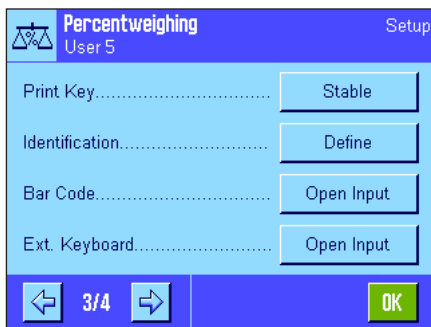 Percentweighing Setup
User 5
Print Key.............................. Stable
Identification......................... Define
Bar Code.............................. Open Input
Ext. Keyboard....................... Open Input
3/4 OK